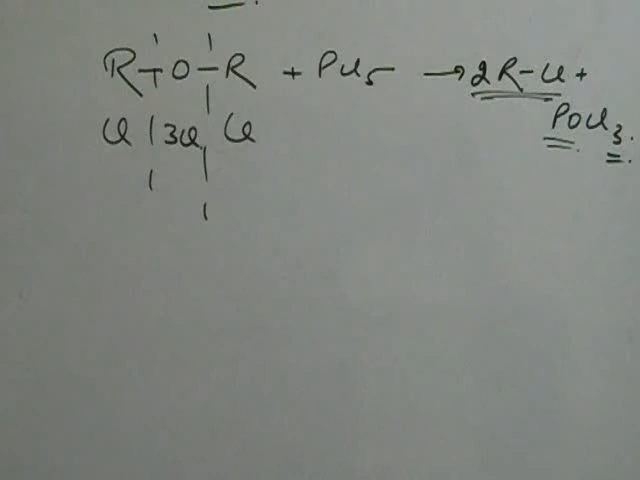 R-O-R + PCl5 → 2R-Cl +
POCl3.
Cl 3Cl Cl